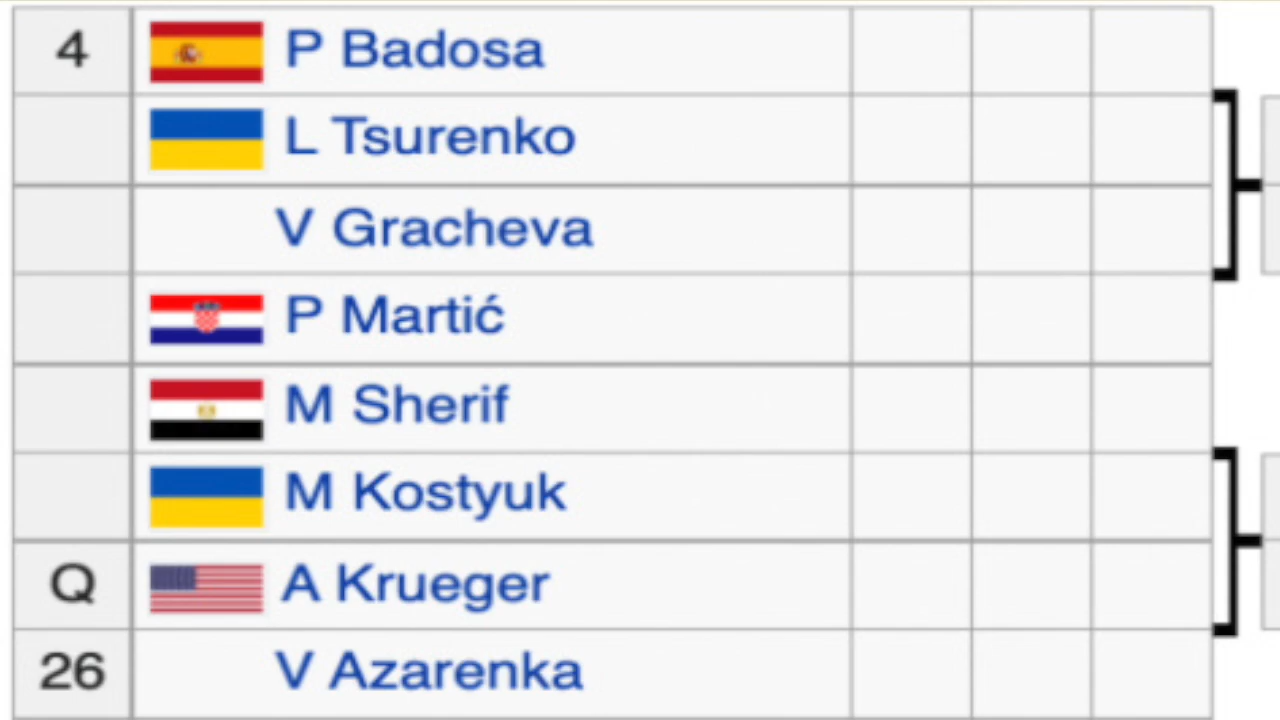 4 P Badosa
L Tsurenko
V Gracheva
P Martić
M Sherif
M Kostyuk
Q A Krueger
26 V Azarenka